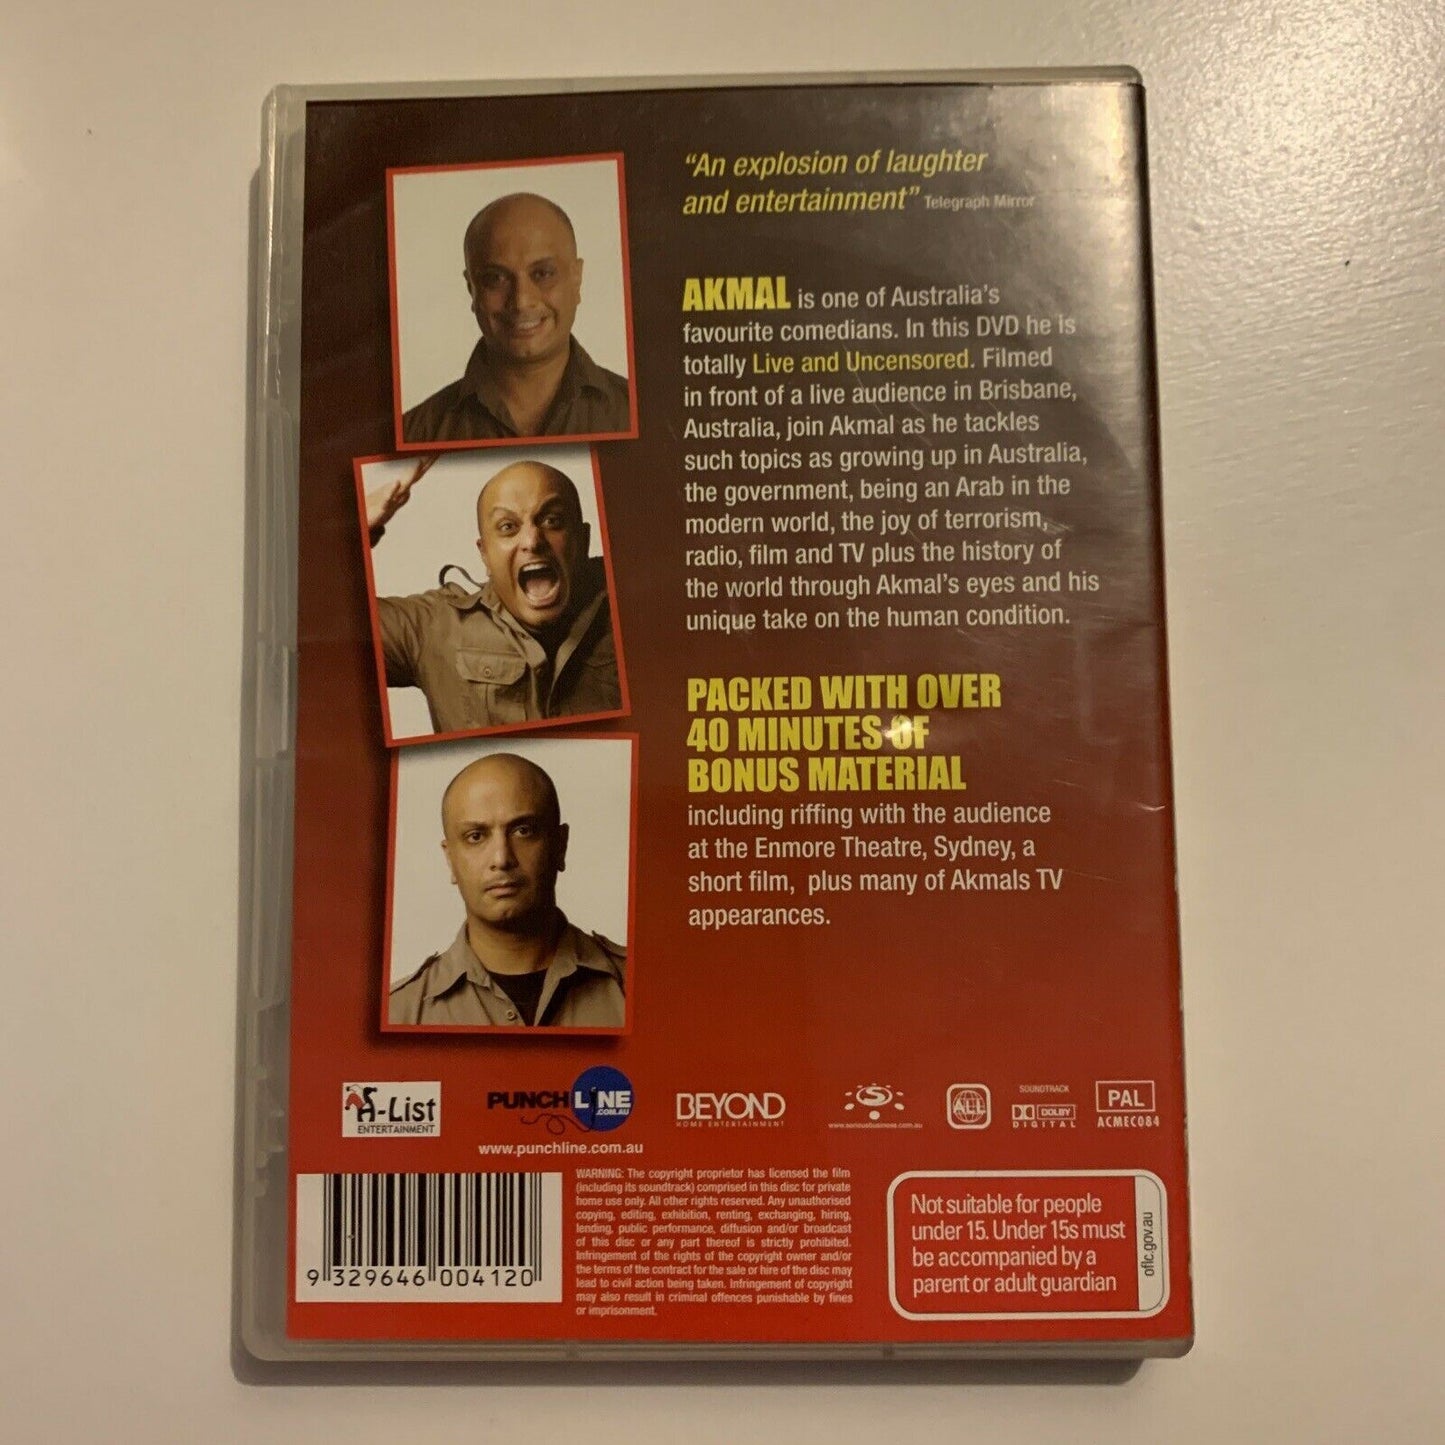 “An explosion of laughter
and entertainment” Telegraph Mirror
AKMAL is one of Australia’s
favourite comedians. In this DVD he is
totally Live and Uncensored. Filmed
in front of a live audience in Brisbane,
Australia, join Akmal as he tackles
such topics as growing up in Australia,
the government, being an Arab in the
modern world, the joy of terrorism,
radio, film and TV plus the history of
the world through Akmal’s eyes and his
unique take on the human condition.
PACKED WITH OVER
40 MINUTES OF
BONUS MATERIAL
including riffing with the audience
at the Enmore Theatre, Sydney, a
short film, plus many of Akmals TV
appearances.
A-List
ENTERTAINMENT
PUNCHLINE
.COM.AU
www.punchline.com.au
BEYOND
HOME ENTERTAINMENT
S
www.seriousbusiness.com.au
ALL
SOUNDTRACK
DOLBY
DIGITAL
PAL
ACMEC084
9 329646 004120
WARNING: The copyright proprietor has licensed the film
(including its soundtrack) comprised in this disc for private
home use only. All other rights reserved. Any unauthorised
copying, editing, exhibition, renting, exchanging, hiring,
lending, public performance, diffusion and/or broadcast
of this disc or any part thereof is strictly prohibited.
Infringement of the rights of the copyright owner and/or
the terms of the contract for the sale or hire of the disc may
lead to civil action being taken. Infringement of copyright
may also result in criminal offences punishable by fines
or imprisonment.
Not suitable for people
under 15. Under 15s must
be accompanied by a
parent or adult guardian
oflc.gov.au